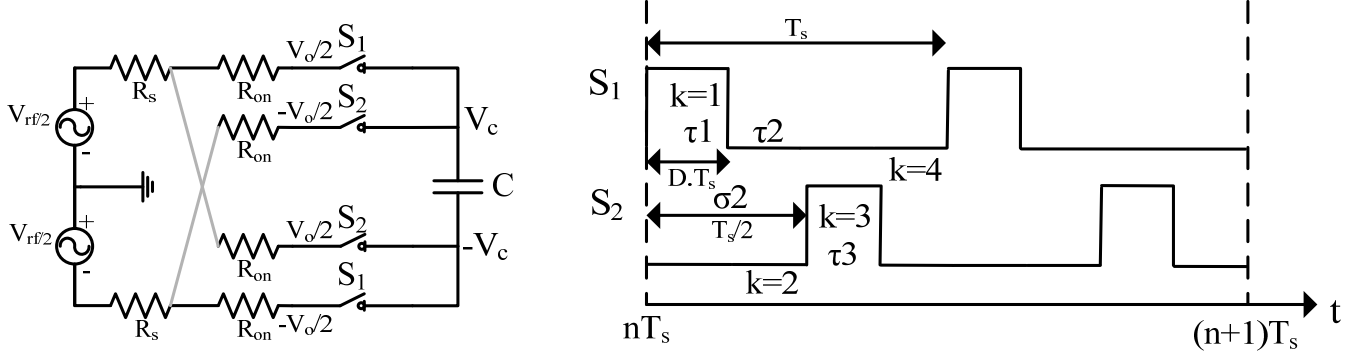 V_o/2 S_1
R_s
R_on
-V_o/2 S_2
V_rf/2 + -
R_on
V_c
C
V_rf/2 + -
V_o/2 S_2
R_on
-V_c
S_1
R_s
R_on
-V_o/2
T_s
S_1
k=1
τ1 τ2
D.T_s
k=4
S_2
σ2
T_s/2
k=3
τ3
k=2
t
nT_s
(n+1)T_s